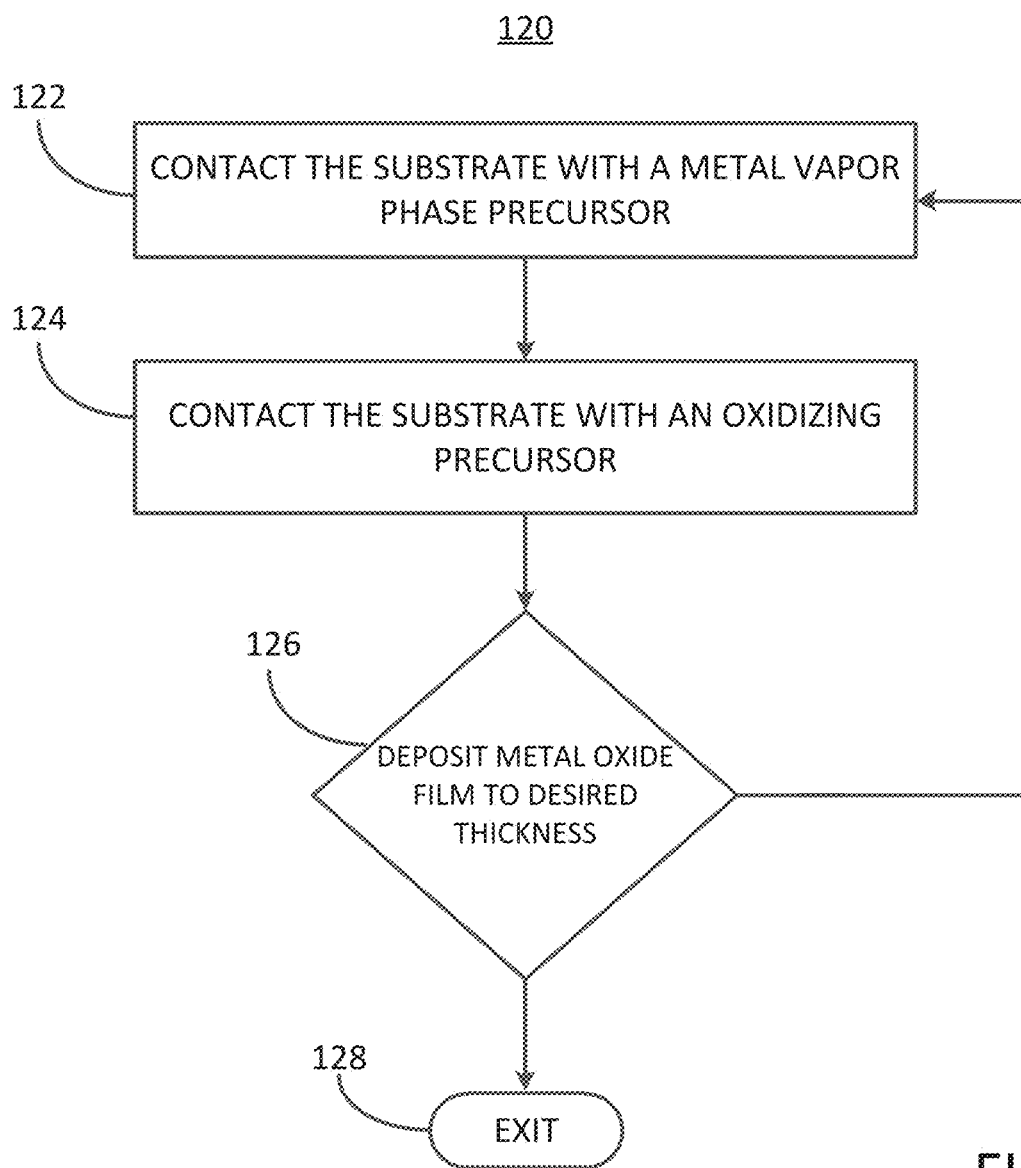 120
122
CONTACT THE SUBSTRATE WITH A METAL VAPOR
PHASE PRECURSOR
124
CONTACT THE SUBSTRATE WITH AN OXIDIZING
PRECURSOR
126
DEPOSIT METAL OXIDE
FILM TO DESIRED
THICKNESS
128
EXIT